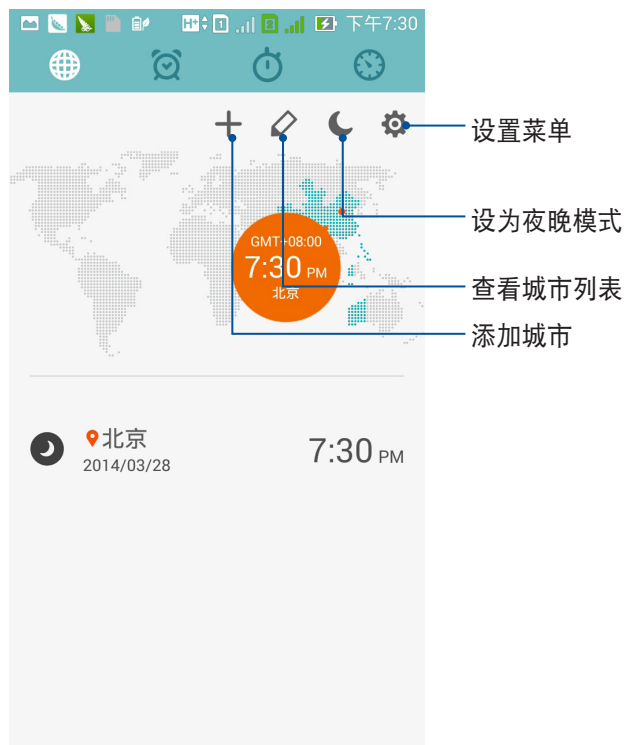 H+ 1 2 下午7:30
设置菜单
设为夜晚模式
GMT+08:00
7:30 PM
北京
查看城市列表
添加城市
北京
2014/03/28
7:30 PM